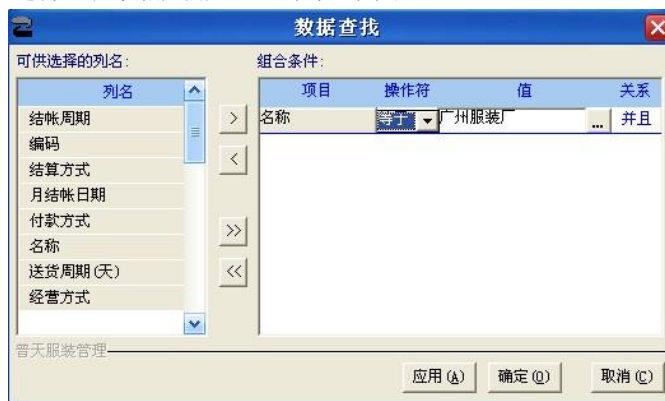 数据查找
可供选择的列名:
组合条件:
列名
项目 操作符 值 关系
结帐周期
名称 等于 广州服装厂 ... 并且
编码
结算方式
月结帐日期
付款方式
名称
送货周期(天)
经营方式
>
<
>>
<<
普天服装管理
应用(A) 确定(O) 取消(C)